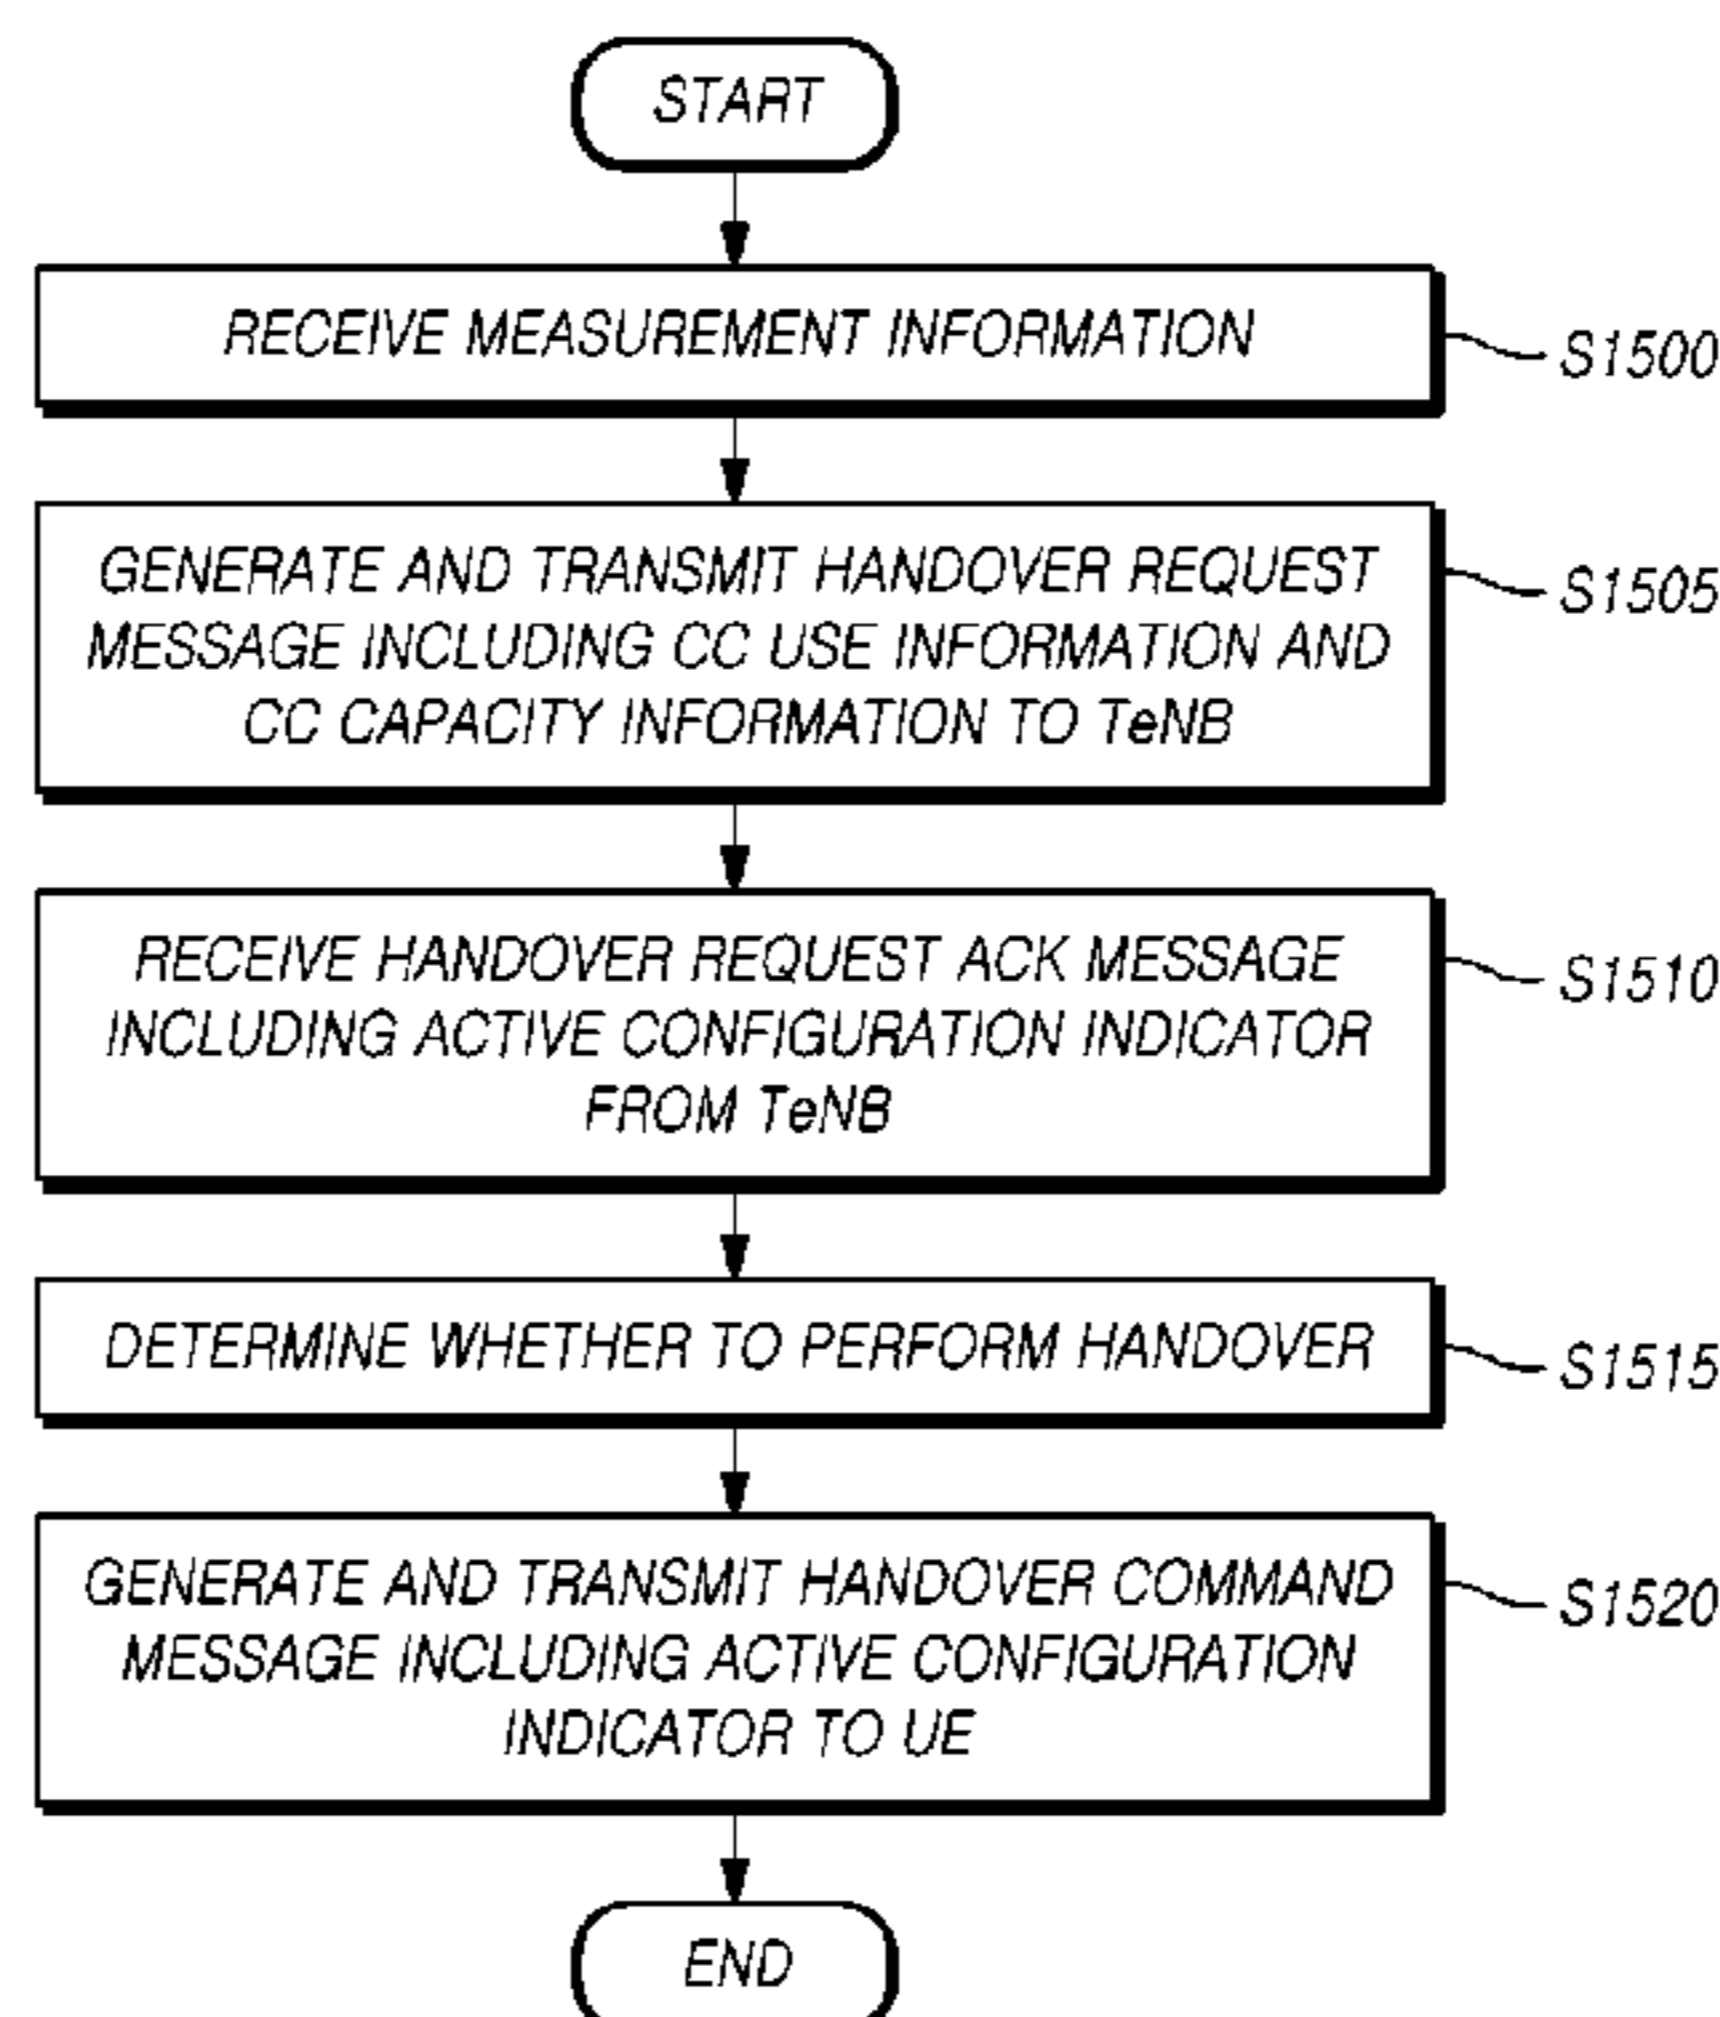 START
RECEIVE MEASUREMENT INFORMATION
S1500
GENERATE AND TRANSMIT HANDOVER REQUEST
MESSAGE INCLUDING CC USE INFORMATION AND
CC CAPACITY INFORMATION TO TeNB
S1505
RECEIVE HANDOVER REQUEST ACK MESSAGE
INCLUDING ACTIVE CONFIGURATION INDICATOR
FROM TeNB
S1510
DETERMINE WHETHER TO PERFORM HANDOVER
S1515
GENERATE AND TRANSMIT HANDOVER COMMAND
MESSAGE INCLUDING ACTIVE CONFIGURATION
INDICATOR TO UE
S1520
END